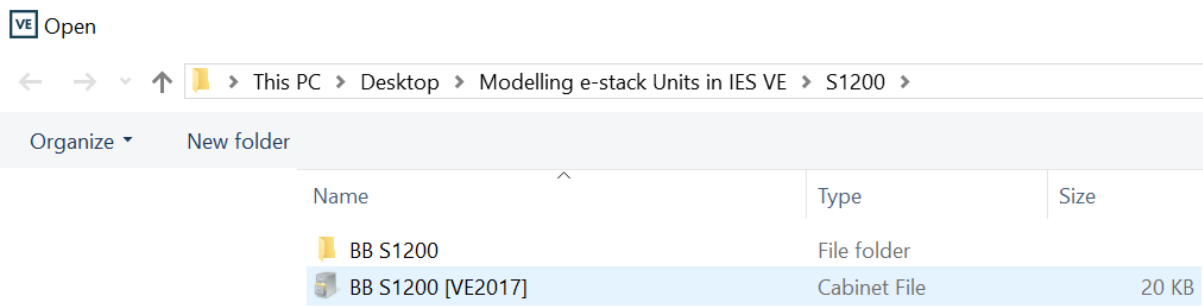 VE Open
This PC > Desktop > Modelling e-stack Units in IES VE > S1200 >
Organize New folder
Name Type Size
BB S1200 File folder
BB S1200 [VE2017] Cabinet File 20 KB